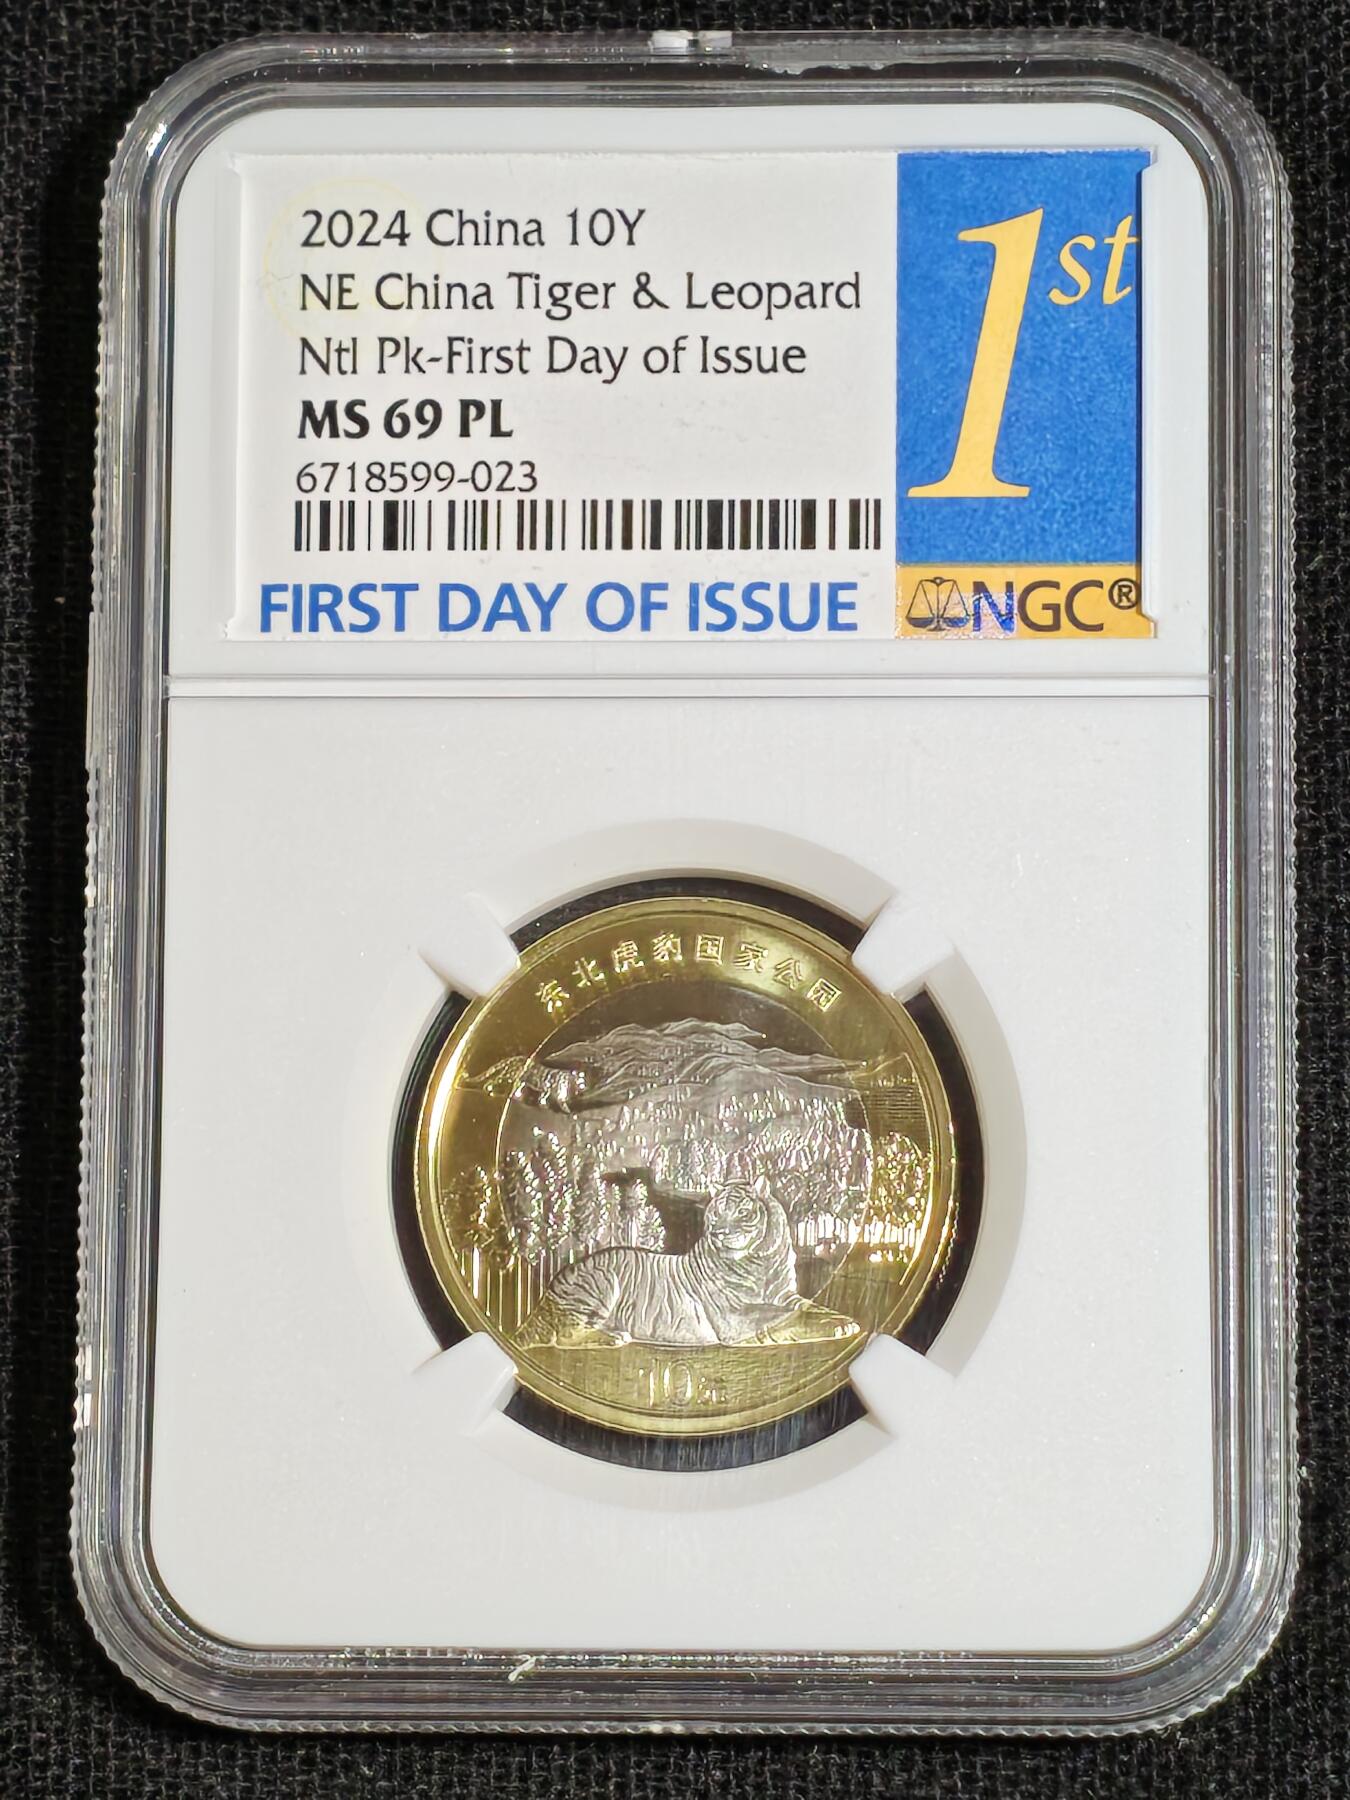 2024 China 10Y
NE China Tiger & Leopard
Ntl Pk-First Day of Issue
MS 69 PL
6718599-023
FIRST DAY OF ISSUE
1st
NGC®
东北虎豹国家公园
10元